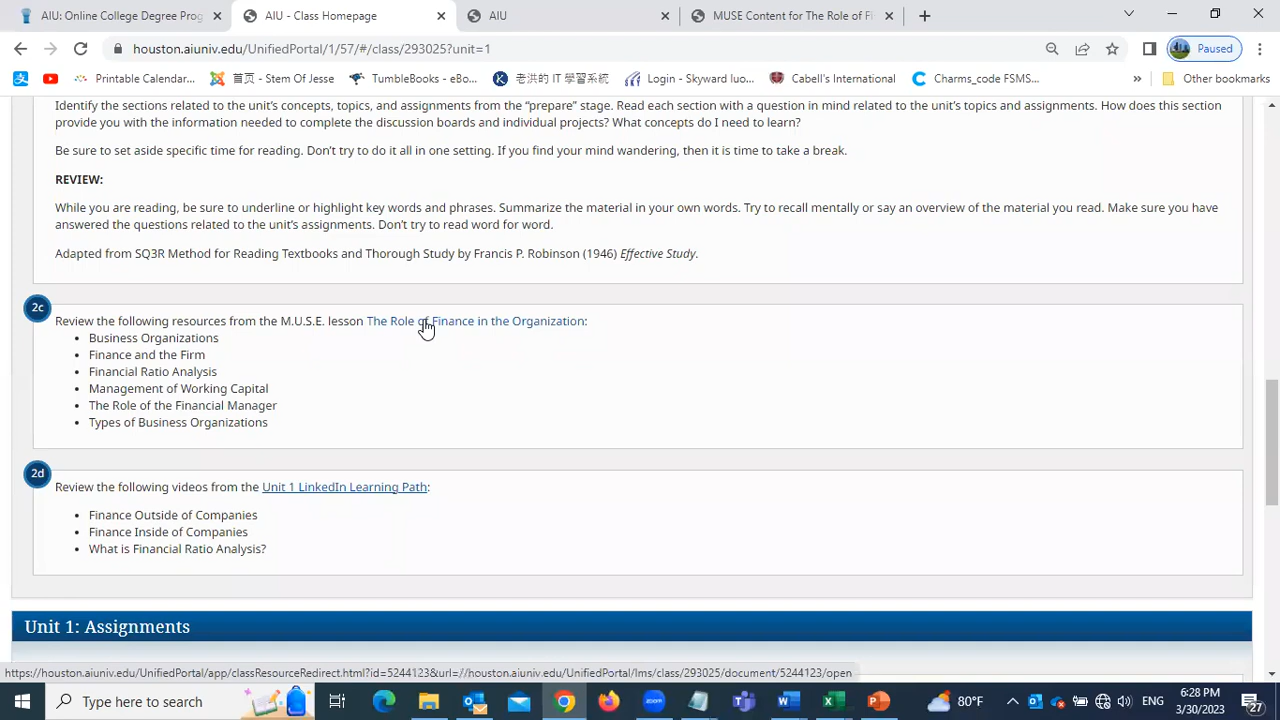 AIU: Online College Degree Prog
AIU - Class Homepage
AIU
MUSE Content for The Role of Fi
houston.aiuniv.edu/UnifiedPortal/1/57/#/class/293025?unit=1
Paused
Printable Calendar...
首页 - Stem Of Jesse
TumbleBooks - eBo...
老洪的 IT 學習系統
Login - Skyward luo...
Cabell's International
Charms_code FSMS...
»
Other bookmarks
Identify the sections related to the unit's concepts, topics, and assignments from the "prepare" stage. Read each section with a question in mind related to the unit's topics and assignments. How does this section
provide you with the information needed to complete the discussion boards and individual projects? What concepts do I need to learn?
Be sure to set aside specific time for reading. Don't try to do it all in one setting. If you find your mind wandering, then it is time to take a break.
REVIEW:
While you are reading, be sure to underline or highlight key words and phrases. Summarize the material in your own words. Try to recall mentally or say an overview of the material you read. Make sure you have
answered the questions related to the unit's assignments. Don't try to read word for word.
Adapted from SQ3R Method for Reading Textbooks and Thorough Study by Francis P. Robinson (1946) Effective Study.
2c
Review the following resources from the M.U.S.E. lesson The Role of Finance in the Organization:
• Business Organizations
• Finance and the Firm
• Financial Ratio Analysis
• Management of Working Capital
• The Role of the Financial Manager
• Types of Business Organizations
2d
Review the following videos from the Unit 1 LinkedIn Learning Path:
• Finance Outside of Companies
• Finance Inside of Companies
• What is Financial Ratio Analysis?
Unit 1: Assignments
https://houston.aiuniv.edu/UnifiedPortal/app/classResourceRedirect.html?id=5244123&url=//houston.aiuniv.edu/UnifiedPortal/lms/class/293025/document/5244123/open
Type here to search
80°F
ENG
6:28 PM
3/30/2023
27